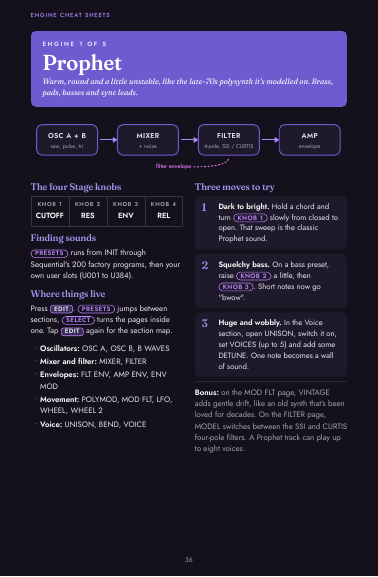 ENGINE CHEAT SHEETS
ENGINE 1 OF 5
Prophet
Warm, round and a little unstable, like the late-70s polysynth it's modelled on. Brass,
pads, basses and sync leads.
OSC A + B
saw, pulse, tri
MIXER
+ noise
FILTER
4-pole, SSI / CURTIS
AMP
envelope
filter envelope
The four Stage knobs
KNOB 1 KNOB 2 KNOB 3 KNOB 4
CUTOFF RES ENV REL
Finding sounds
PRESETS runs from INIT through
Sequential's 200 factory programs, then your
own user slots (U001 to U384).
Where things live
Press EDIT. PRESETS jumps between
sections, SELECT turns the pages inside
one. Tap EDIT again for the section map.
· Oscillators: OSC A, OSC B, B WAVES
· Mixer and filter: MIXER, FILTER
· Envelopes: FLT ENV, AMP ENV, ENV
MOD
· Movement: POLYMOD, MOD FLT, LFO,
WHEEL, WHEEL 2
· Voice: UNISON, BEND, VOICE
Three moves to try
1 Dark to bright. Hold a chord and
turn KNOB 1 slowly from closed to
open. That sweep is the classic
Prophet sound.
2 Squelchy bass. On a bass preset,
raise KNOB 2 a little, then
KNOB 3. Short notes now go
"bwow".
3 Huge and wobbly. In the Voice
section, open UNISON, switch it on,
set VOICES (up to 5) and add some
DETUNE. One note becomes a wall
of sound.
Bonus: on the MOD FLT page, VINTAGE
adds gentle drift, like an old synth that's been
loved for decades. On the FILTER page,
MODEL switches between the SSI and CURTIS
four-pole filters. A Prophet track can play up
to eight voices.
36